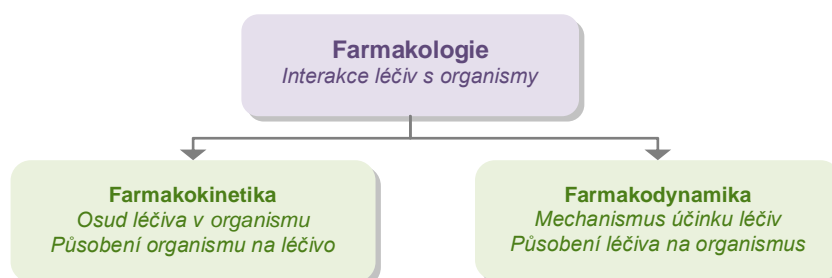 Farmakologie
Interakce léčiv s organismy
Farmakokinetika
Osud léčiva v organismu
Působení organismu na léčivo
Farmakodynamika
Mechanismus účinku léčiv
Působení léčiva na organismus